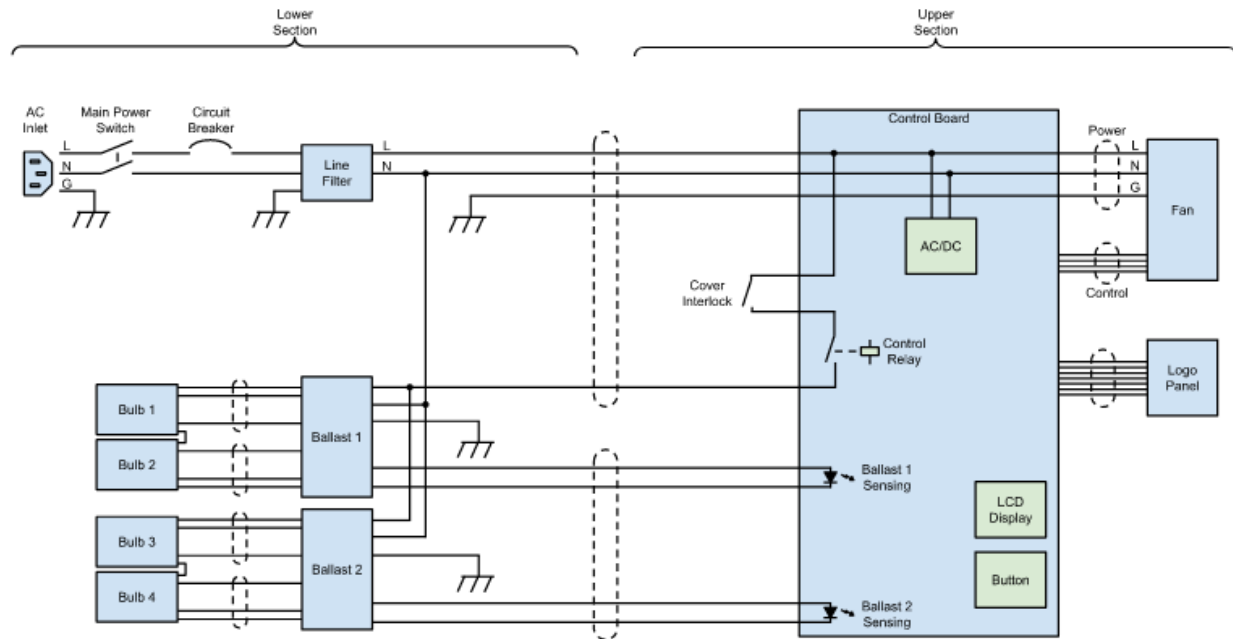 Lower
Section
Upper
Section
AC
Inlet
Main Power
Switch
Circuit
Breaker
L
N
G
Line
Filter
L
N
Control Board
Power
L
N
G
Fan
AC/DC
Control
Cover
Interlock
Control
Relay
Logo
Panel
Bulb 1
Bulb 2
Ballast 1
Ballast 1
Sensing
LCD
Display
Bulb 3
Bulb 4
Ballast 2
Button
Ballast 2
Sensing